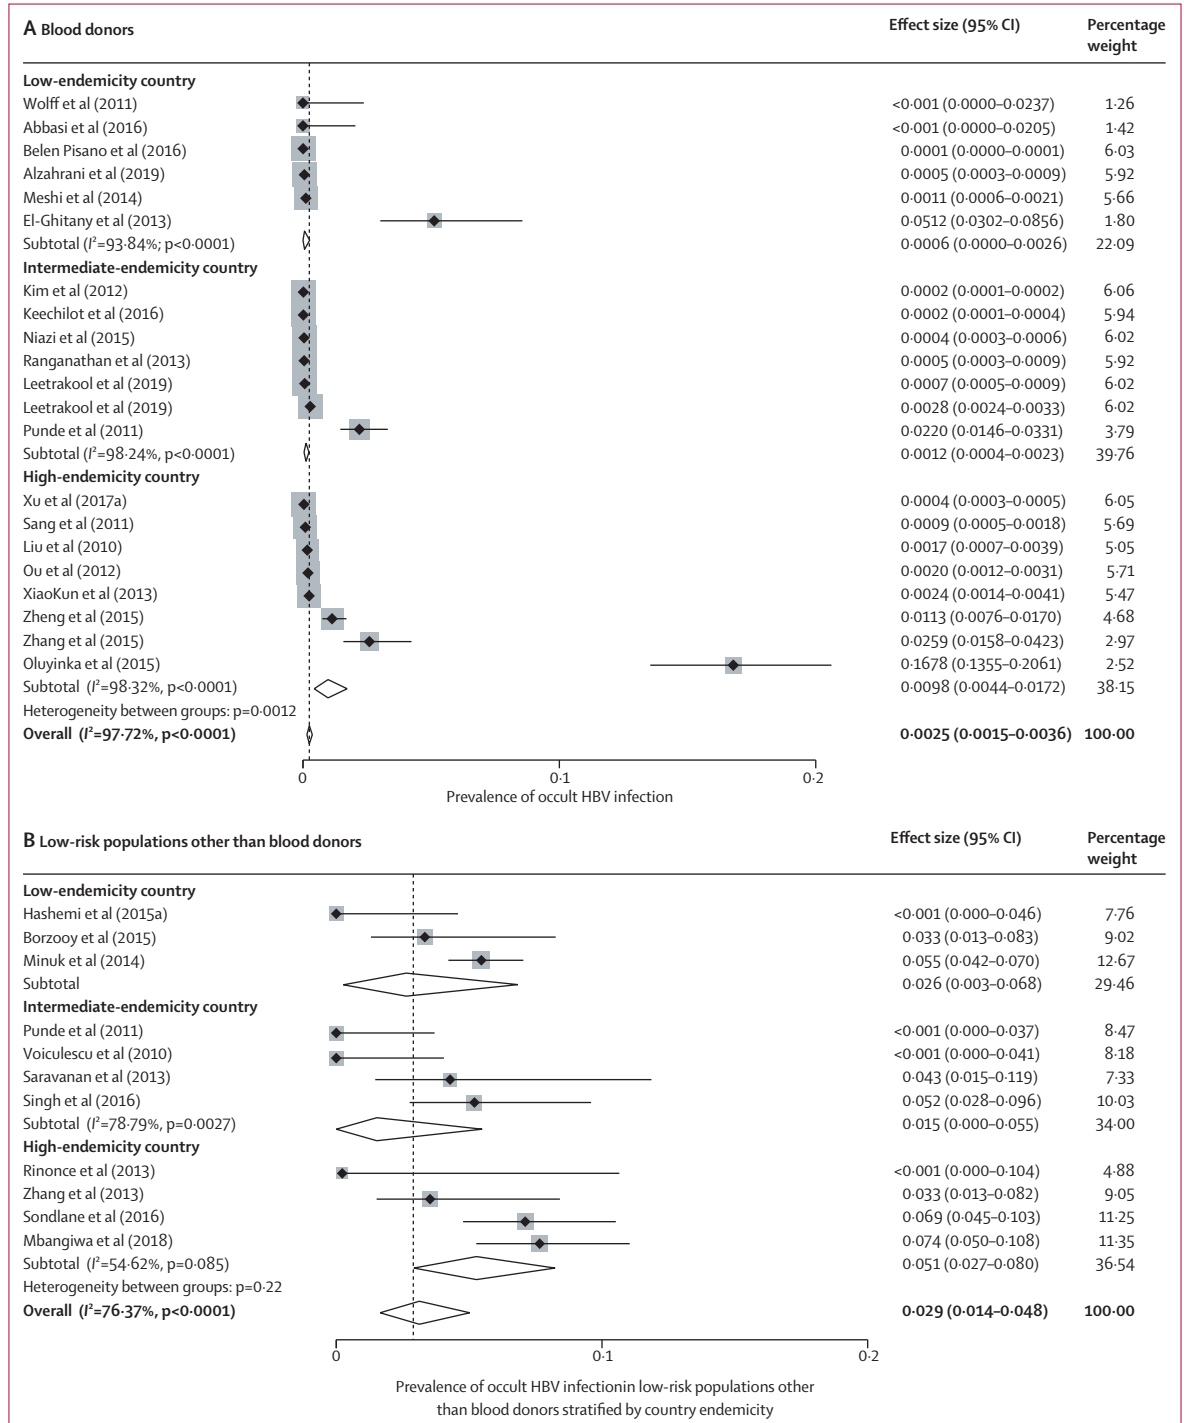 A Blood donors Effect size (95% CI) Percentage
weight
Low-endemicity country
Wolff et al (2011) <0·001 (0·0000–0·0237) 1·26
Abbasi et al (2016) <0·001 (0·0000–0·0205) 1·42
Belen Pisano et al (2016) 0·0001 (0·0000–0·0001) 6·03
Alzahrani et al (2019) 0·0005 (0·0003–0·0009) 5·92
Meshi et al (2014) 0·0011 (0·0006–0·0021) 5·66
El-Ghitany et al (2013) 0·0512 (0·0302–0·0856) 1·80
Subtotal (I²=93·84%; p<0·0001) 0·0006 (0·0000–0·0026) 22·09
Intermediate-endemicity country
Kim et al (2012) 0·0002 (0·0001–0·0002) 6·06
Keechilot et al (2016) 0·0002 (0·0001–0·0004) 5·94
Niazi et al (2015) 0·0004 (0·0003–0·0006) 6·02
Ranganathan et al (2013) 0·0005 (0·0003–0·0009) 5·92
Leetrakool et al (2019) 0·0007 (0·0005–0·0009) 6·02
Leetrakool et al (2019) 0·0028 (0·0024–0·0033) 6·02
Punde et al (2011) 0·0220 (0·0146–0·0331) 3·79
Subtotal (I²=98·24%, p<0·0001) 0·0012 (0·0004–0·0023) 39·76
High-endemicity country
Xu et al (2017a) 0·0004 (0·0003–0·0005) 6·05
Sang et al (2011) 0·0009 (0·0005–0·0018) 5·69
Liu et al (2010) 0·0017 (0·0007–0·0039) 5·05
Ou et al (2012) 0·0020 (0·0012–0·0031) 5·71
XiaoKun et al (2013) 0·0024 (0·0014–0·0041) 5·47
Zheng et al (2015) 0·0113 (0·0076–0·0170) 4·68
Zhang et al (2015) 0·0259 (0·0158–0·0423) 2·97
Oluyinka et al (2015) 0·1678 (0·1355–0·2061) 2·52
Subtotal (I²=98·32%, p<0·0001) 0·0098 (0·0044–0·0172) 38·15
Heterogeneity between groups: p=0·0012
Overall (I²=97·72%, p<0·0001) 0·0025 (0·0015–0·0036) 100·00
0 0·1 0·2
Prevalence of occult HBV infection
B Low-risk populations other than blood donors Effect size (95% CI) Percentage
weight
Low-endemicity country
Hashemi et al (2015a) <0·001 (0·000–0·046) 7·76
Borzooy et al (2015) 0·033 (0·013–0·083) 9·02
Minuk et al (2014) 0·055 (0·042–0·070) 12·67
Subtotal 0·026 (0·003–0·068) 29·46
Intermediate-endemicity country
Punde et al (2011) <0·001 (0·000–0·037) 8·47
Voiculescu et al (2010) <0·001 (0·000–0·041) 8·18
Saravanan et al (2013) 0·043 (0·015–0·119) 7·33
Singh et al (2016) 0·052 (0·028–0·096) 10·03
Subtotal (I²=78·79%, p=0·0027) 0·015 (0·000–0·055) 34·00
High-endemicity country
Rinonce et al (2013) <0·001 (0·000–0·104) 4·88
Zhang et al (2013) 0·033 (0·013–0·082) 9·05
Sondlane et al (2016) 0·069 (0·045–0·103) 11·25
Mbangiwa et al (2018) 0·074 (0·050–0·108) 11·35
Subtotal (I²=54·62%, p=0·085) 0·051 (0·027–0·080) 36·54
Heterogeneity between groups: p=0·22
Overall (I²=76·37%, p<0·0001) 0·029 (0·014–0·048) 100·00
0 0·1 0·2
Prevalence of occult HBV infectionin low-risk populations other
than blood donors stratified by country endemicity